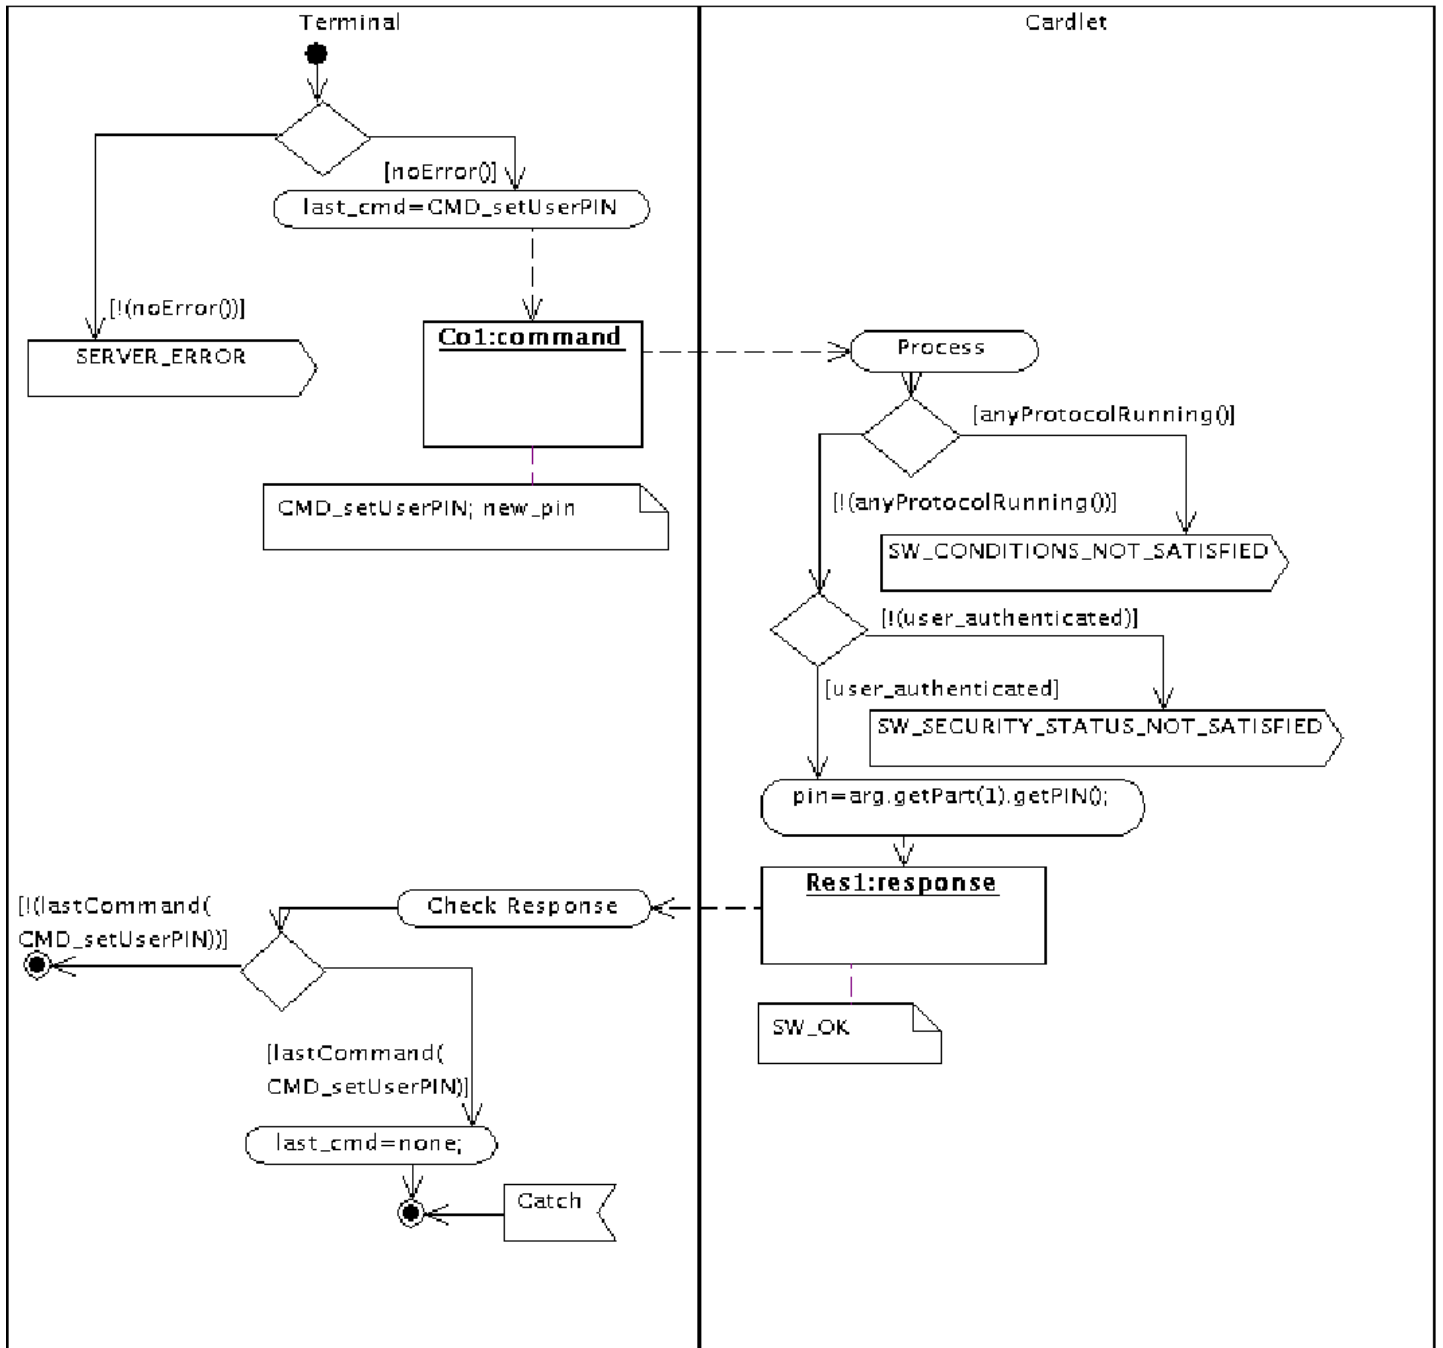 Terminal
Cardlet
[noError()]
last_cmd=CMD_setUserPIN
[!(noError())]
SERVER_ERROR
Co1:command
Process
[anyProtocolRunning()]
CMD_setUserPIN; new_pin
[!(anyProtocolRunning())]
SW_CONDITIONS_NOT_SATISFIED
[!(user_authenticated)]
[user_authenticated]
SW_SECURITY_STATUS_NOT_SATISFIED
pin=arg.getPart(1).getPIN();
Res1:response
Check Response
[!(lastCommand(
CMD_setUserPIN))]
SW_OK
[lastCommand(
CMD_setUserPIN)]
last_cmd=none;
Catch